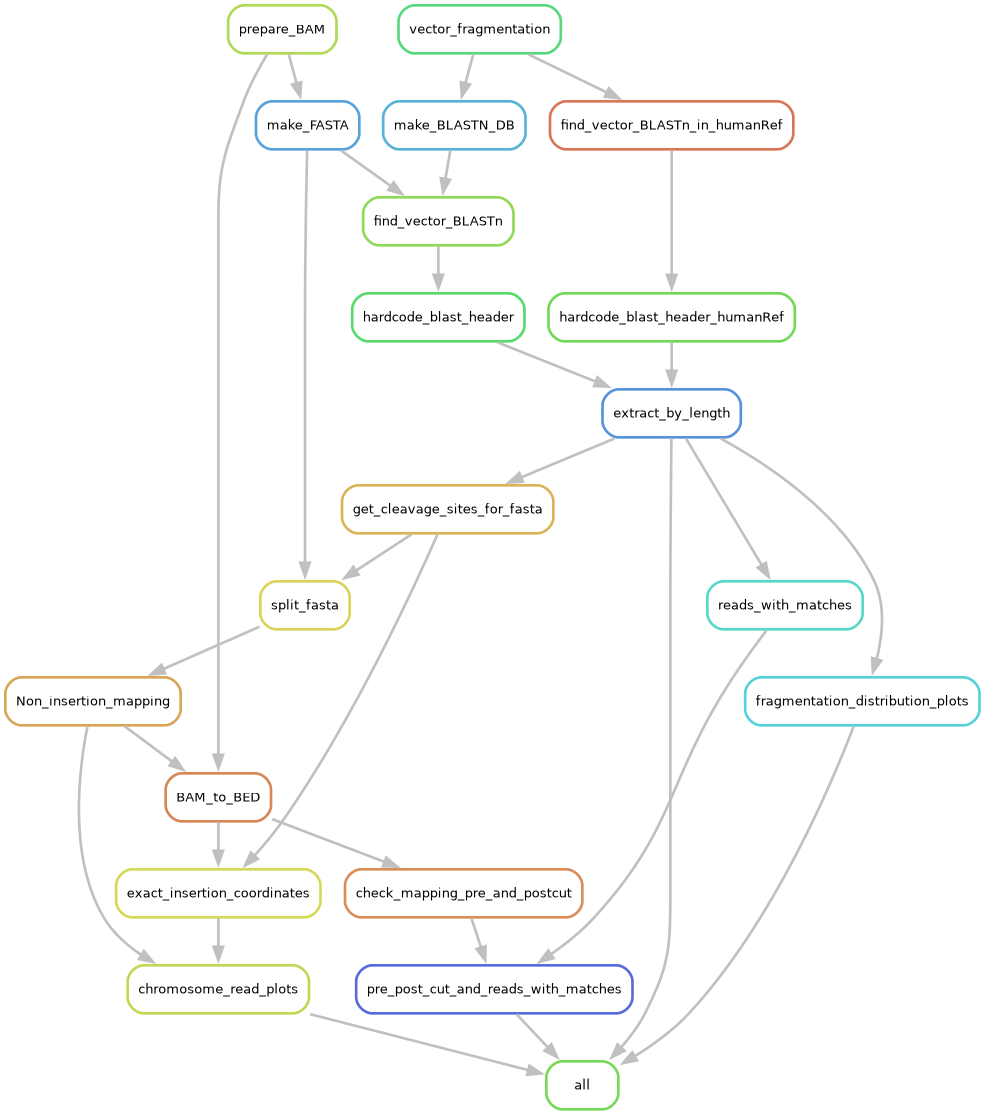 prepare_BAM
vector_fragmentation
make_FASTA
make_BLASTN_DB
find_vector_BLASTn_in_humanRef
find_vector_BLASTn
hardcode_blast_header
hardcode_blast_header_humanRef
extract_by_length
get_cleavage_sites_for_fasta
split_fasta
reads_with_matches
Non_insertion_mapping
fragmentation_distribution_plots
BAM_to_BED
exact_insertion_coordinates
check_mapping_pre_and_postcut
chromosome_read_plots
pre_post_cut_and_reads_with_matches
all